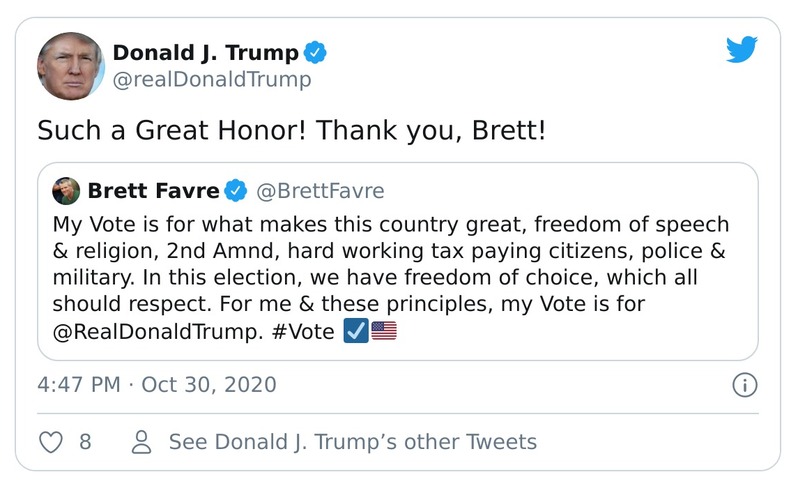 Donald J. Trump
@realDonaldTrump
Such a Great Honor! Thank you, Brett!
Brett Favre @BrettFavre
My Vote is for what makes this country great, freedom of speech
& religion, 2nd Amnd, hard working tax paying citizens, police &
military. In this election, we have freedom of choice, which all
should respect. For me & these principles, my Vote is for
@RealDonaldTrump. #Vote ☑️🇺🇸
4:47 PM · Oct 30, 2020
8 See Donald J. Trump’s other Tweets